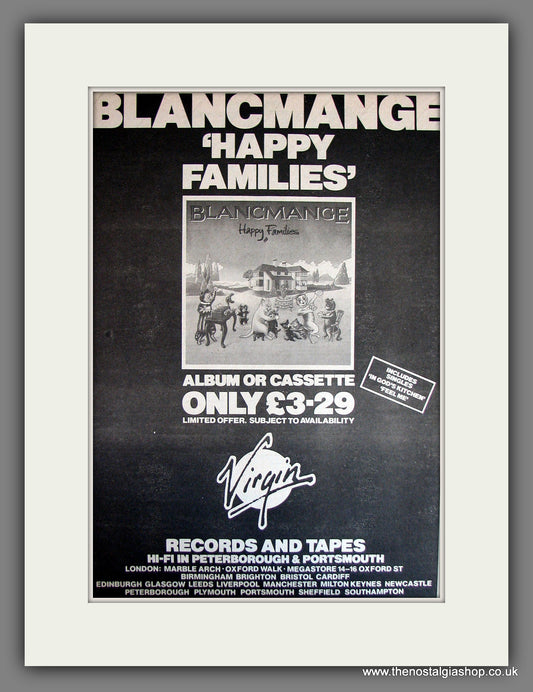 BLANCMANGE
'HAPPY
FAMILIES'
BLANCMANGE
Happy Families
ALBUM OR CASSETTE
ONLY £3·29
LIMITED OFFER. SUBJECT TO AVAILABILITY
INCLUDES
SINGLES
'IN GOD'S KITCHEN'
'FEEL ME'
Virgin
RECORDS AND TAPES
HI-FI IN PETERBOROUGH & PORTSMOUTH
LONDON: MARBLE ARCH · OXFORD WALK · MEGASTORE 14-16 OXFORD ST
BIRMINGHAM BRIGHTON BRISTOL CARDIFF
EDINBURGH GLASGOW LEEDS LIVERPOOL MANCHESTER MILTON KEYNES NEWCASTLE
PETERBOROUGH PLYMOUTH PORTSMOUTH SHEFFIELD SOUTHAMPTON
www.thenostalgiashop.co.uk